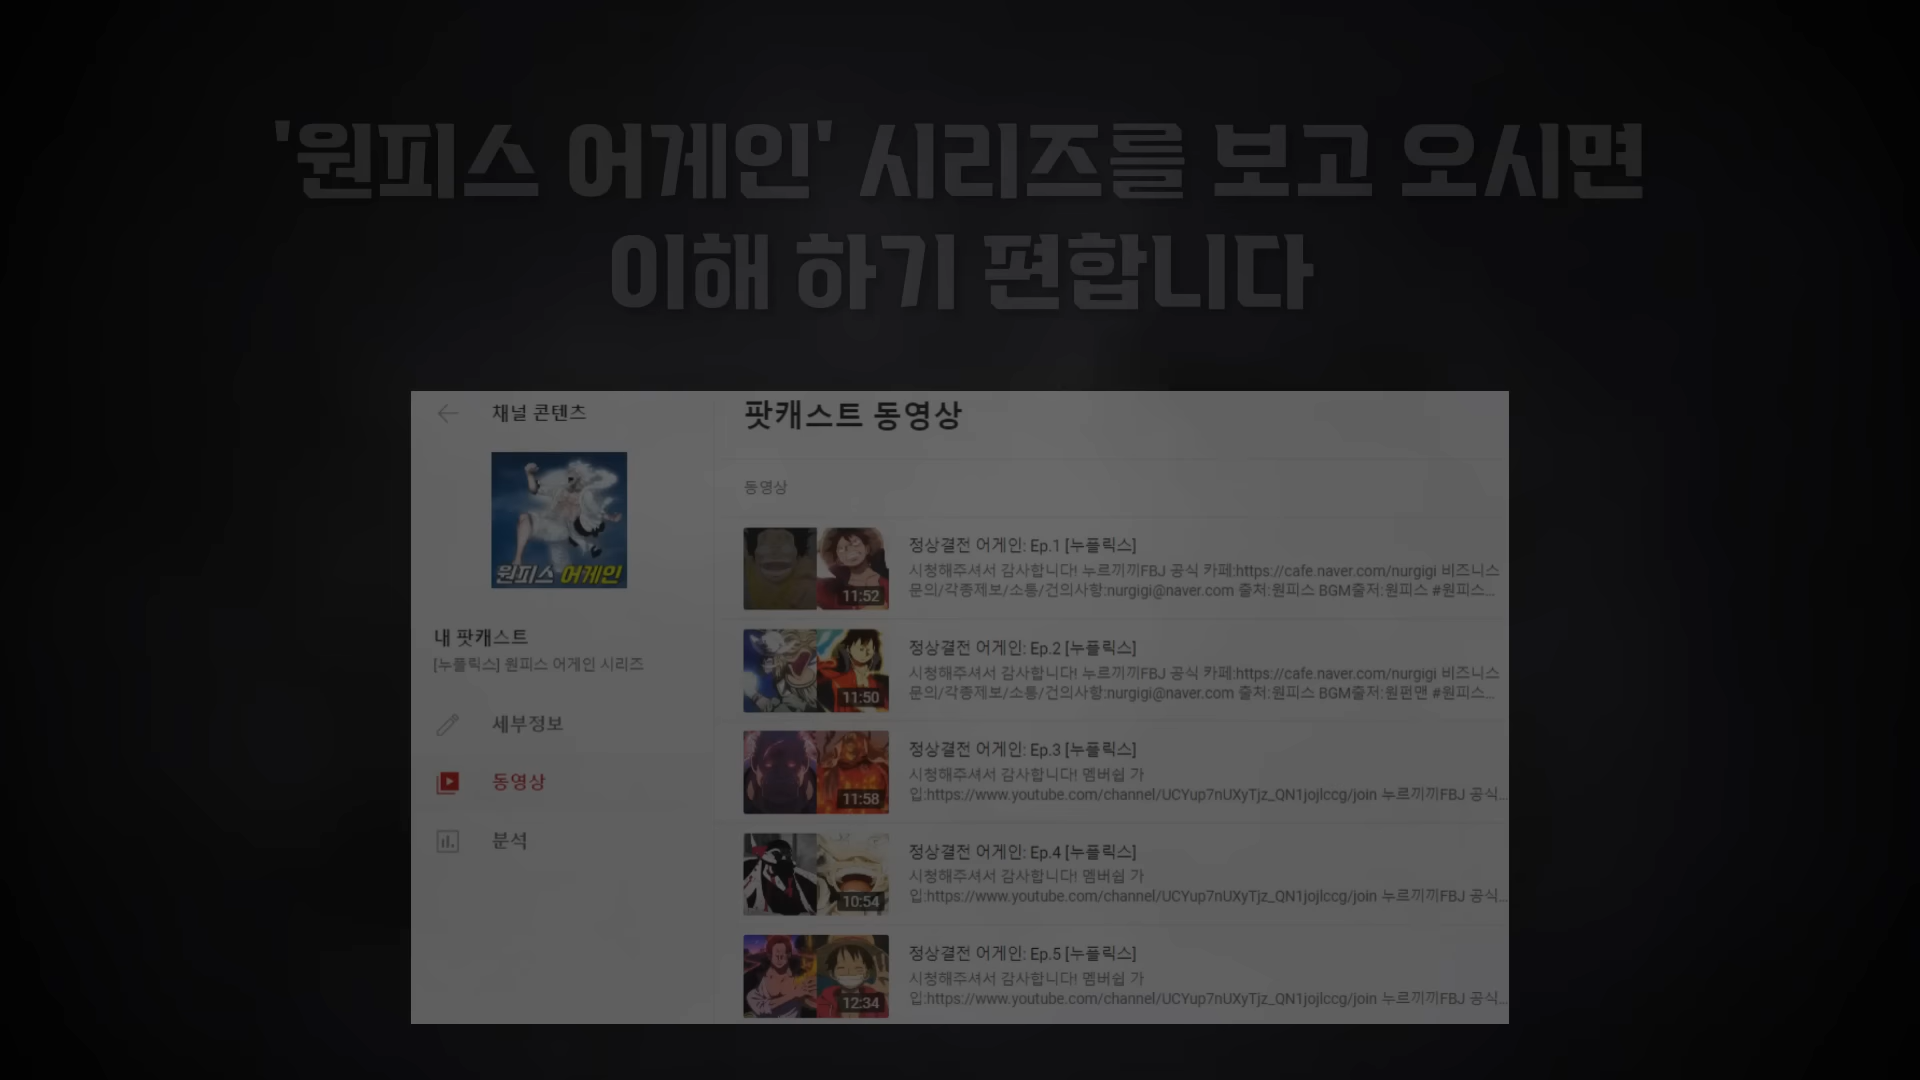 '원피스 어게인' 시리즈를 보고 오시면
이해 하기 편합니다
채널 콘텐츠
원피스 어게인
내 팟캐스트
[누플릭스] 원피스 어게인 시리즈
세부정보
동영상
분석
팟캐스트 동영상
동영상
11:52
정상결전 어게인: Ep.1 [누플릭스]
시청해주셔서 감사합니다! 누르끼끼FBJ 공식 카페:https://cafe.naver.com/nurgigi 비즈니스
문의/각종제보/소통/건의사항:nurgigi@naver.com 출처:원피스 BGM출저:원피스 #원피스...
11:50
정상결전 어게인: Ep.2 [누플릭스]
시청해주셔서 감사합니다! 누르끼끼FBJ 공식 카페:https://cafe.naver.com/nurgigi 비즈니스
문의/각종제보/소통/건의사항:nurgigi@naver.com 출처:원피스 BGM출저:원펀맨 #원피스...
11:58
정상결전 어게인: Ep.3 [누플릭스]
시청해주셔서 감사합니다! 멤버쉽 가
입:https://www.youtube.com/channel/UCYup7nUXyTjz_QN1jojlccg/join 누르끼끼FBJ 공식...
10:54
정상결전 어게인: Ep.4 [누플릭스]
시청해주셔서 감사합니다! 멤버쉽 가
입:https://www.youtube.com/channel/UCYup7nUXyTjz_QN1jojlccg/join 누르끼끼FBJ 공식...
12:34
정상결전 어게인: Ep.5 [누플릭스]
시청해주셔서 감사합니다! 멤버쉽 가
입:https://www.youtube.com/channel/UCYup7nUXyTjz_QN1jojlccg/join 누르끼끼FBJ 공식...